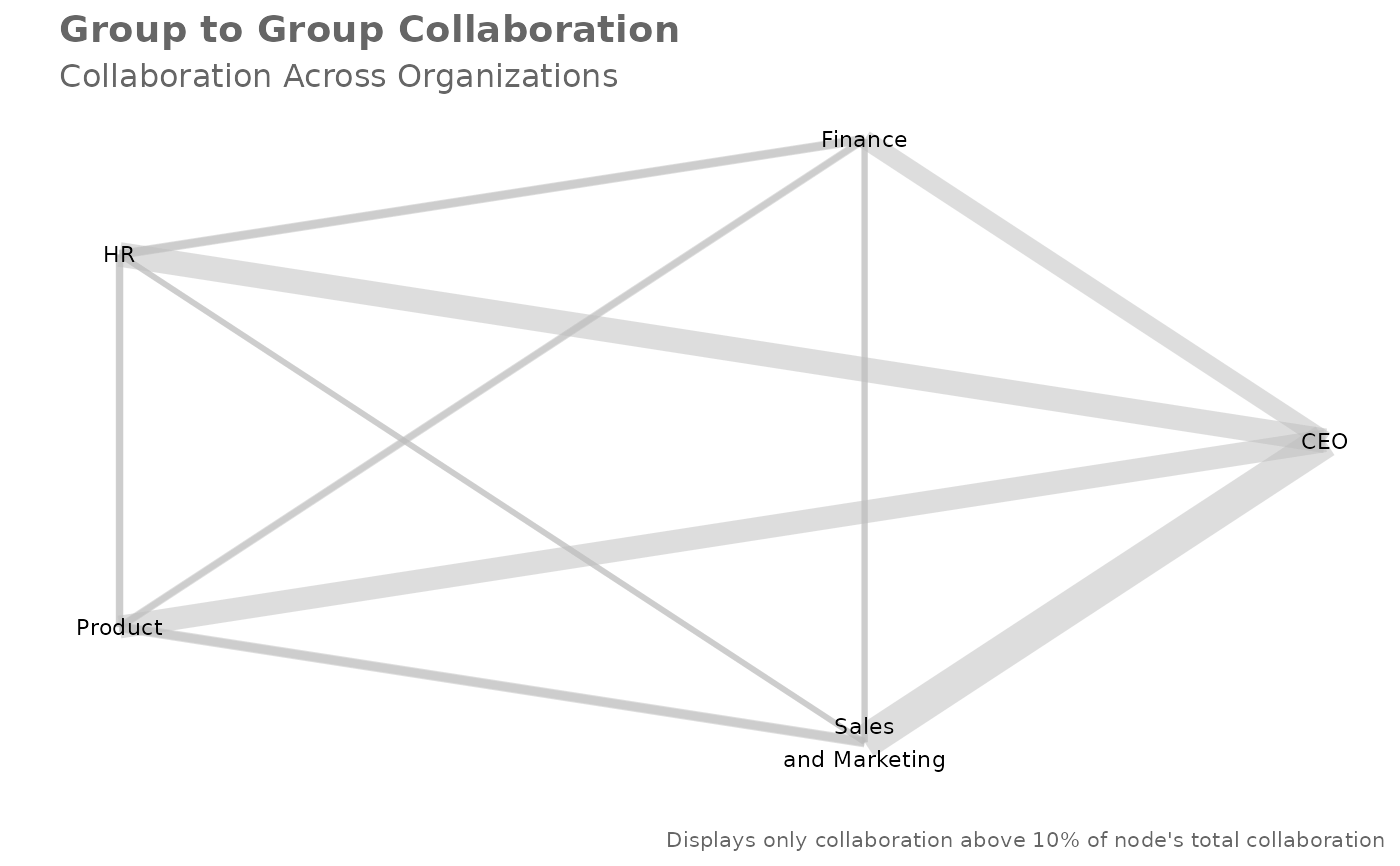 Group to Group Collaboration
Collaboration Across Organizations
Finance
HR
CEO
Product
Sales
and Marketing
Displays only collaboration above 10% of node's total collaboration